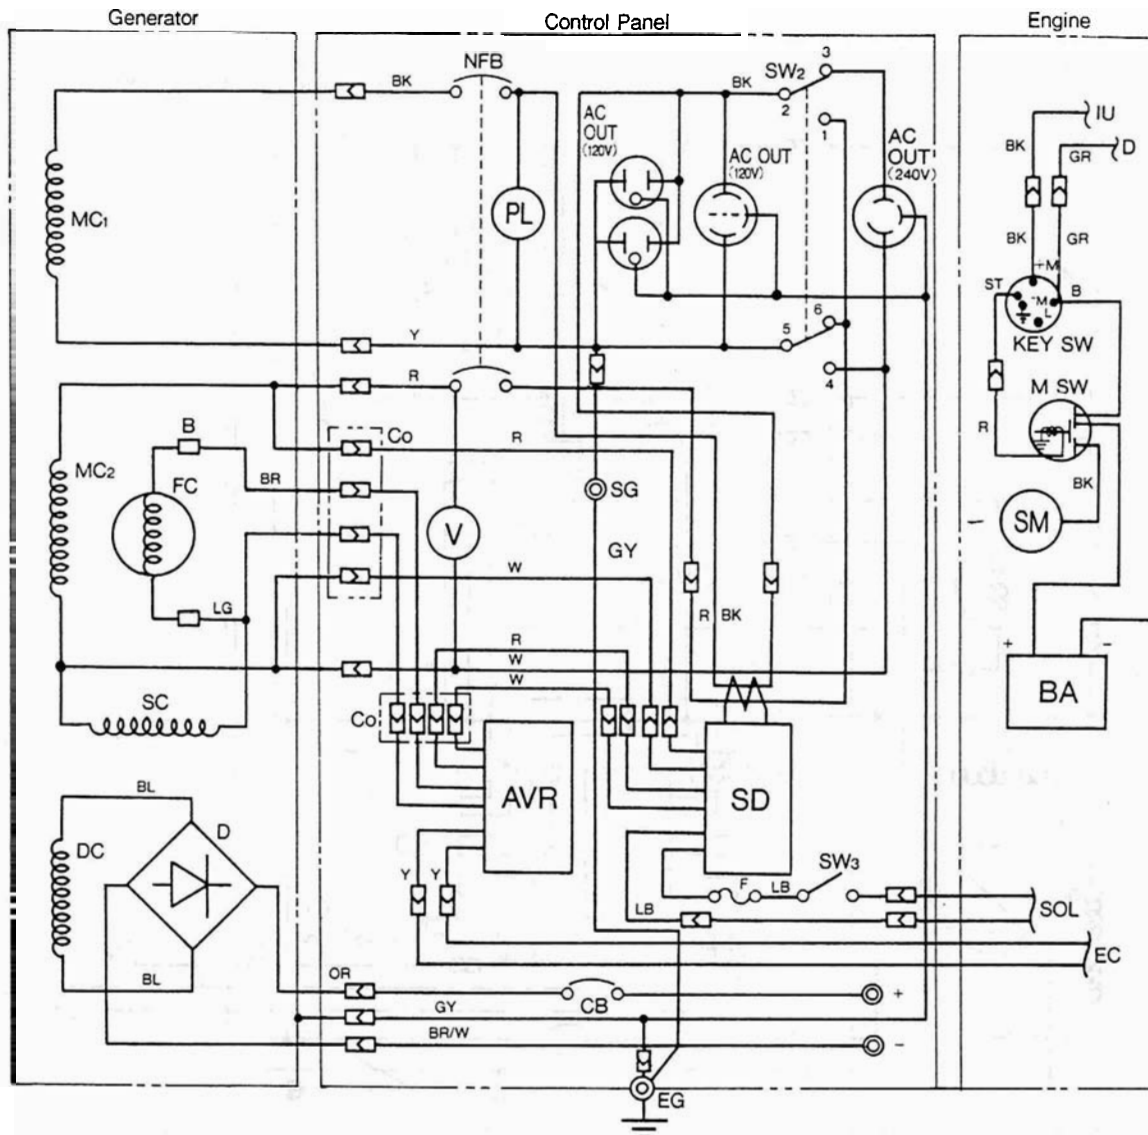 Generator
Control Panel
Engine
NFB
BK
BK
SW2
3
2
1
AC
OUT
(120V)
AC OUT
(120V)
AC
OUT
(240V)
IU
BK
GR
D
MC1
PL
BK
GR
+M
ST
-M
B
L
KEY SW
Y
5
6
4
R
M SW
R
B
Co
R
MC2
FC
BR
SG
BK
V
SM
GY
W
LG
R
BK
R
W
W
+
-
BA
SC
Co
AVR
SD
BL
D
DC
SW3
Y
Y
F
LB
LB
SOL
EC
BL
OR
CB
+
GY
BR/W
-
EG